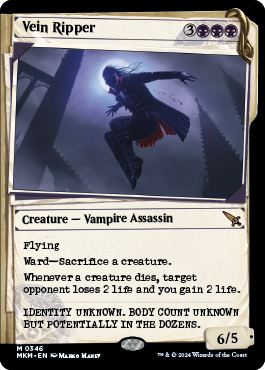 Vein Ripper 3
Creature — Vampire Assassin
Flying
Ward—Sacrifice a creature.
Whenever a creature dies, target
opponent loses 2 life and you gain 2 life.
IDENTITY UNKNOWN. BODY COUNT UNKNOWN
BUT POTENTIALLY IN THE DOZENS.
6/5
M 0346
MKM • EN Marko Manev ™ & © 2024 Wizards of the Coast